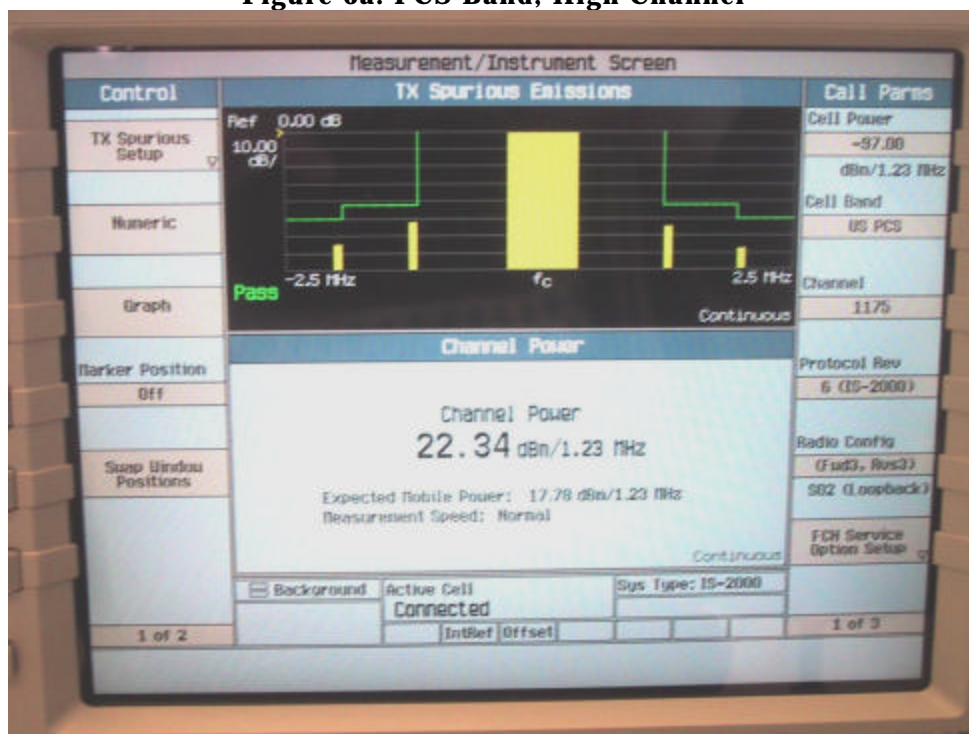 Figure 6a: PCS Band, High Channel
Measurement/Instrument Screen
Control
TX Spurious Emissions
Call Parms
TX Spurious
Setup
Numeric
Graph
Marker Position
Off
Swap Window
Positions
1 of 2
Ref 0.00 dB
10.00
dB/
-2.5 MHz
fc
2.5 MHz
Pass
Continuous
Channel Power
Channel Power
22.34 dBm/1.23 MHz
Expected Mobile Power: 17.78 dBm/1.23 MHz
Measurement Speed: Normal
Continuous
Background
Active Cell
Connected
Sys Type: IS-2000
IntRef Offset
Cell Power
-97.00
dBm/1.23 MHz
Cell Band
US PCS
Channel
1175
Protocol Rev
6 (IS-2000)
Radio Config
(Fwd3, Rvs3)
SO2 (Loopback)
FCH Service
Option Setup
1 of 3